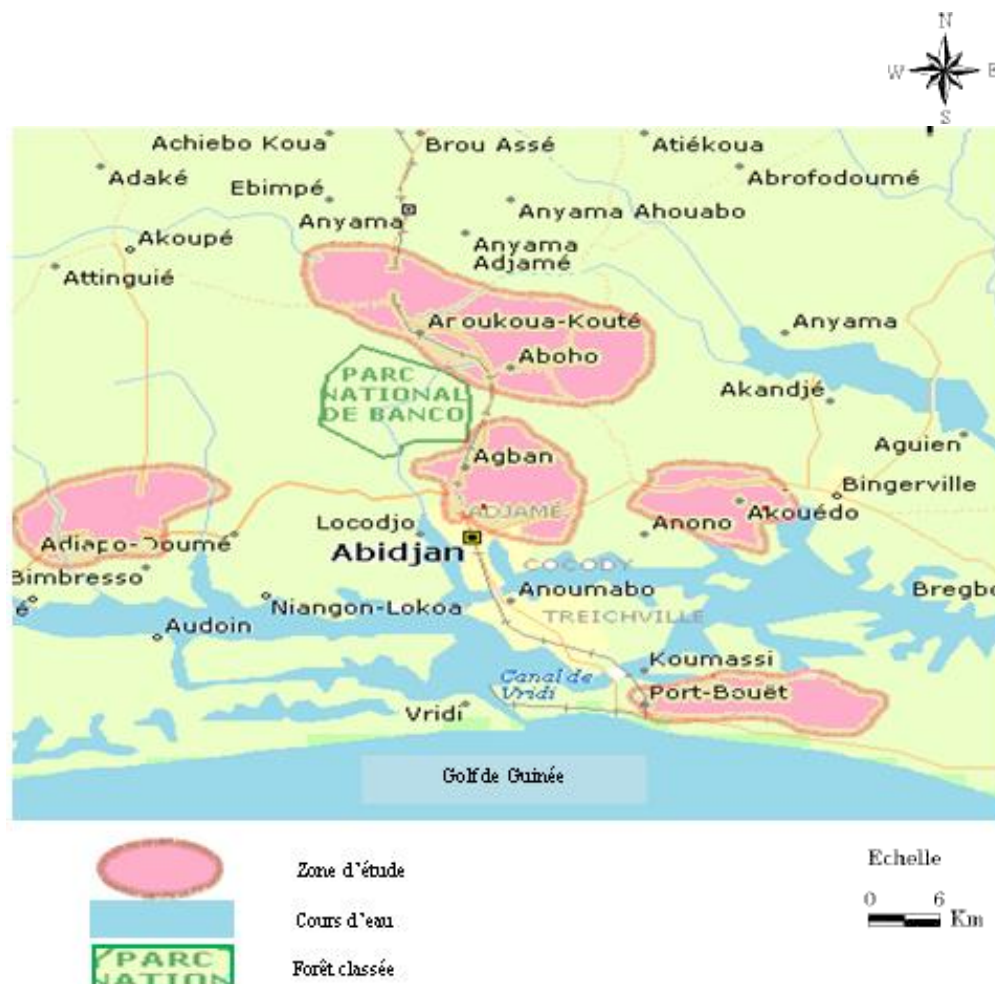 N
W E
S
Achiebo Koua
Brou Assé
Atiékoua
Adaké
Abrofodoumé
Ebimpé
Anyama
Anyama Ahouabo
Akoupé
Anyama
Adjamé
Attinguié
Aroukoua-Kouté
Anyama
Aboho
PARC
NATIONAL
DE BANCO
Akandjé
Aguien
Agban
Bingerville
ADJAMÉ
Akouédo
Locodjo
Anono
Adiapo-Doumé
Abidjan
COCODY
Bimbresso
é
Anoumabo
Bregbo
Niangon-Lokoa
TREICHVILLE
Audoin
Koumassi
Canal de
Vridi
Port-Bouët
Vridi
Golf de Guinée
Zone d'étude
Echelle
0 6
Km
Cours d'eau
PARC
NATION
Forêt classée